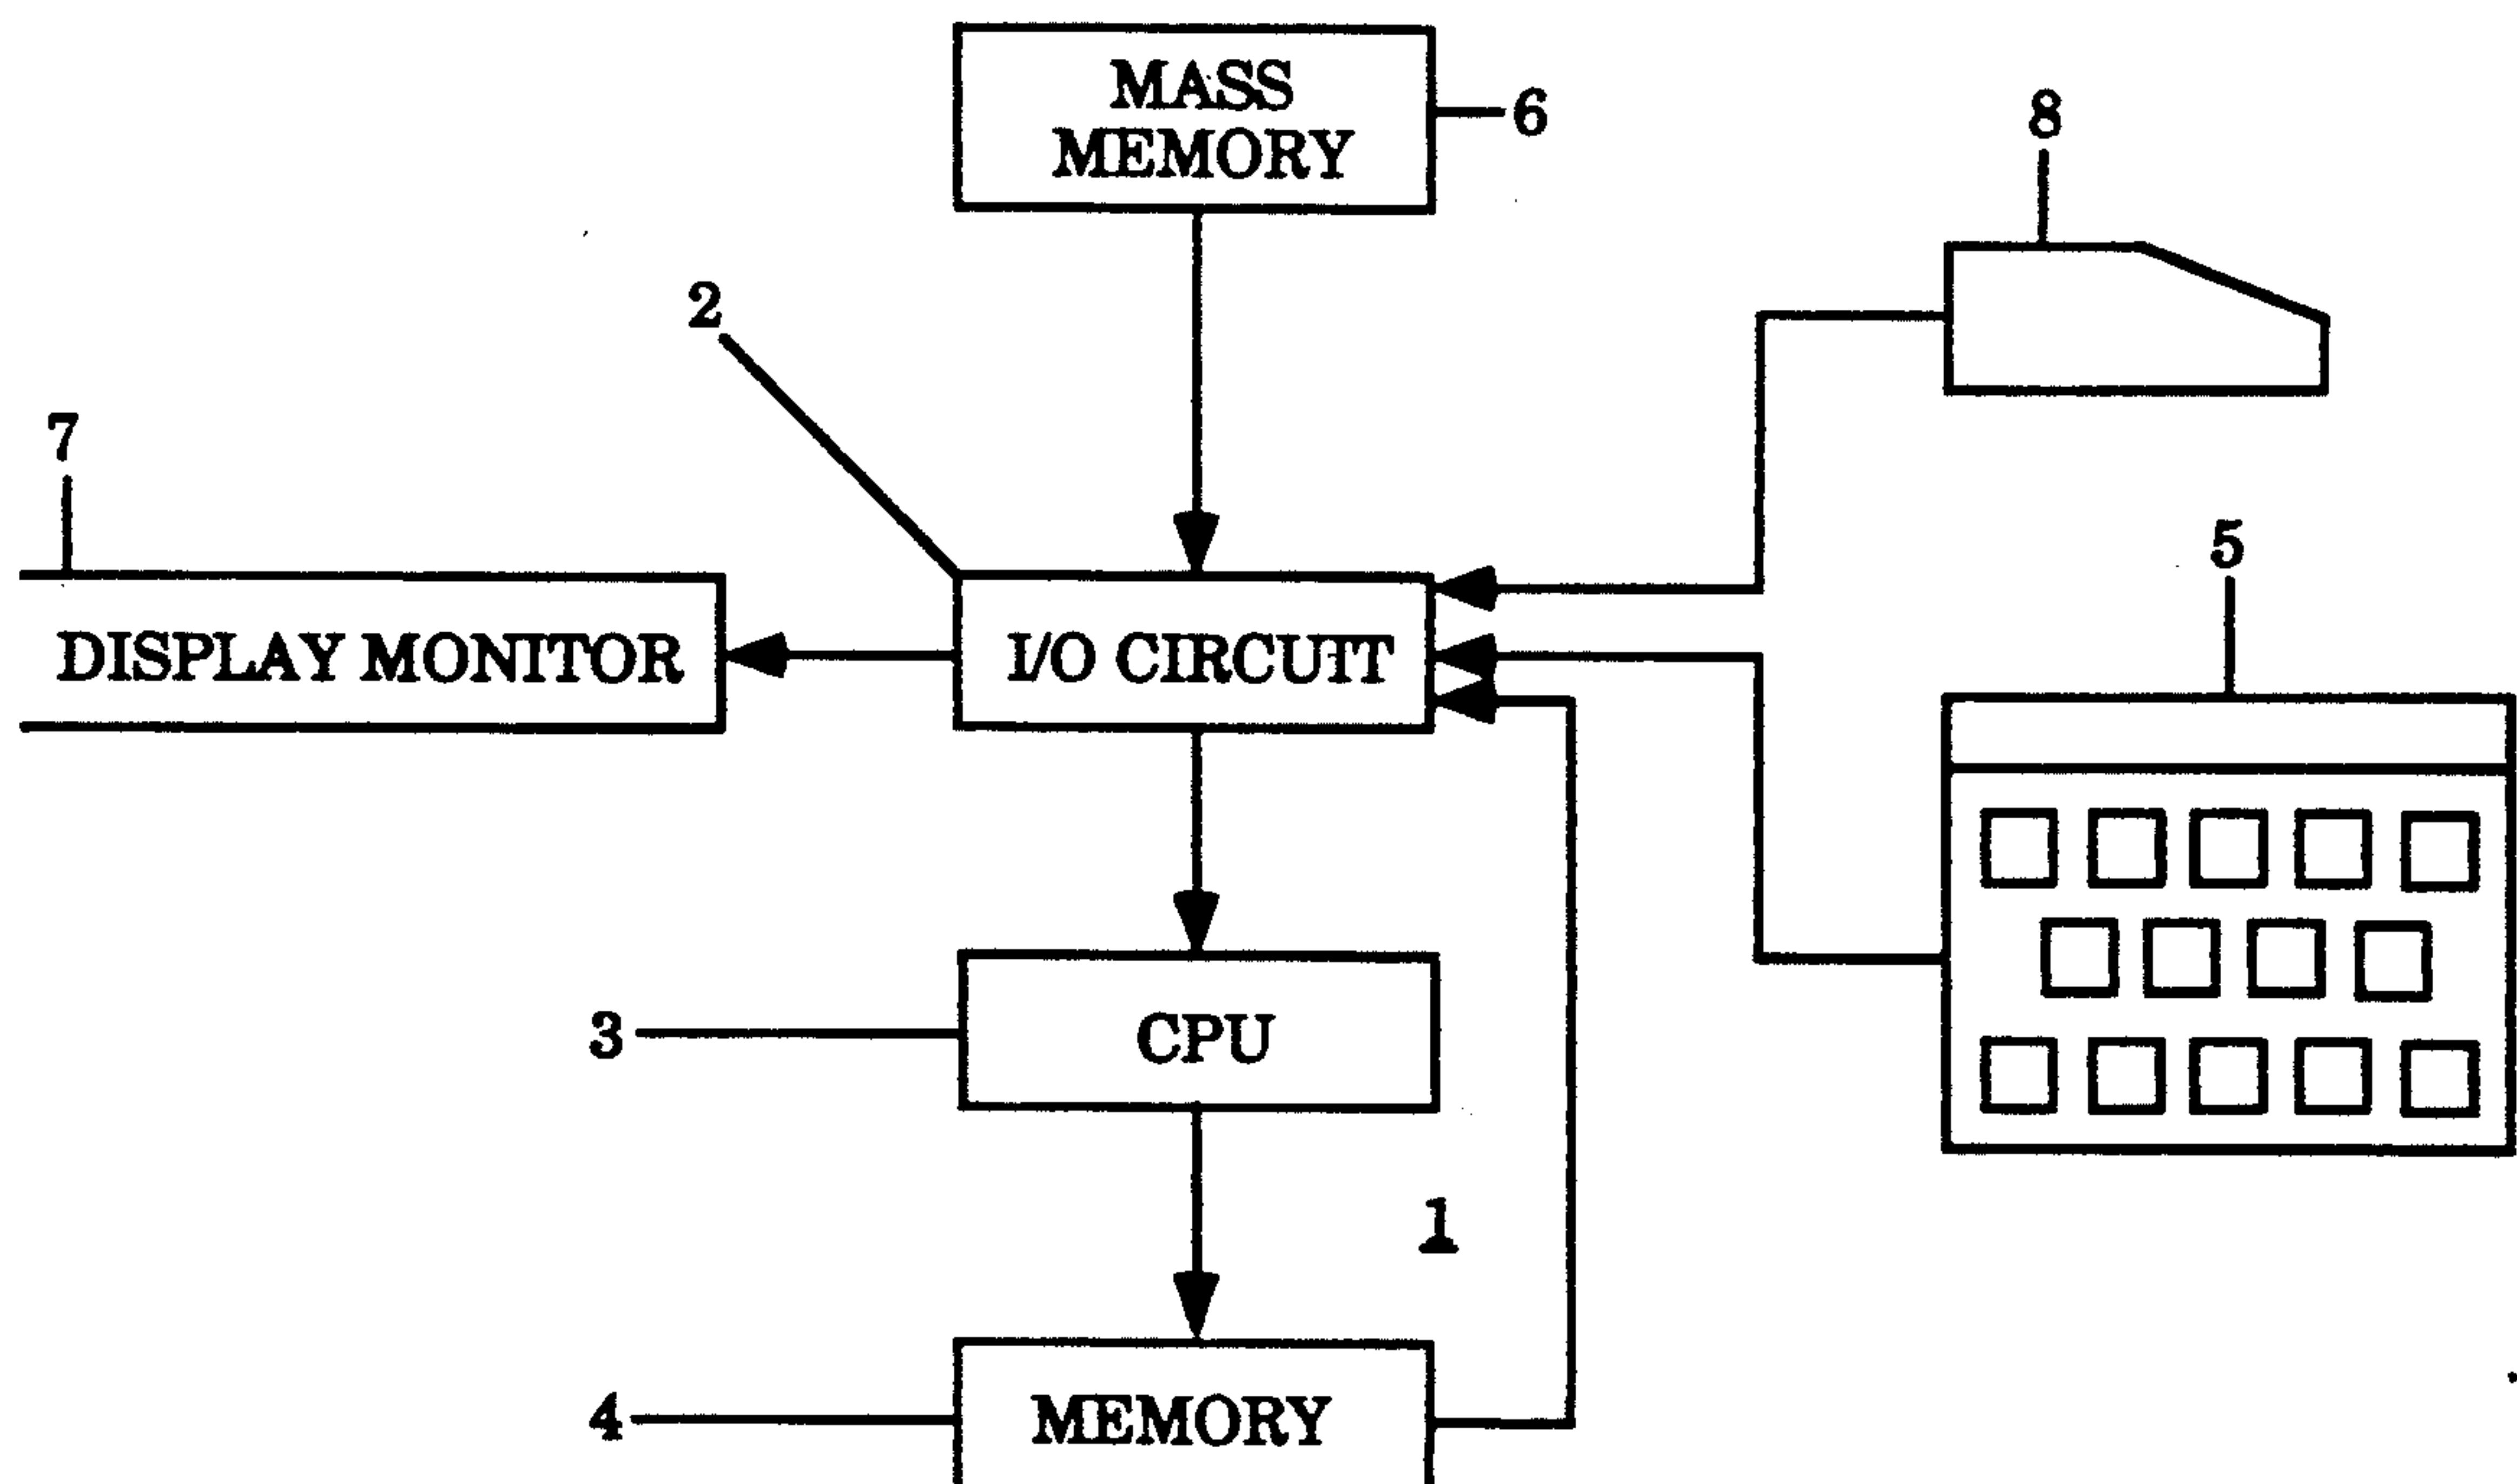 MASS
MEMORY
6
8
2
7
5
DISPLAY MONITOR
I/O CIRCUIT
3
CPU
1
4
MEMORY